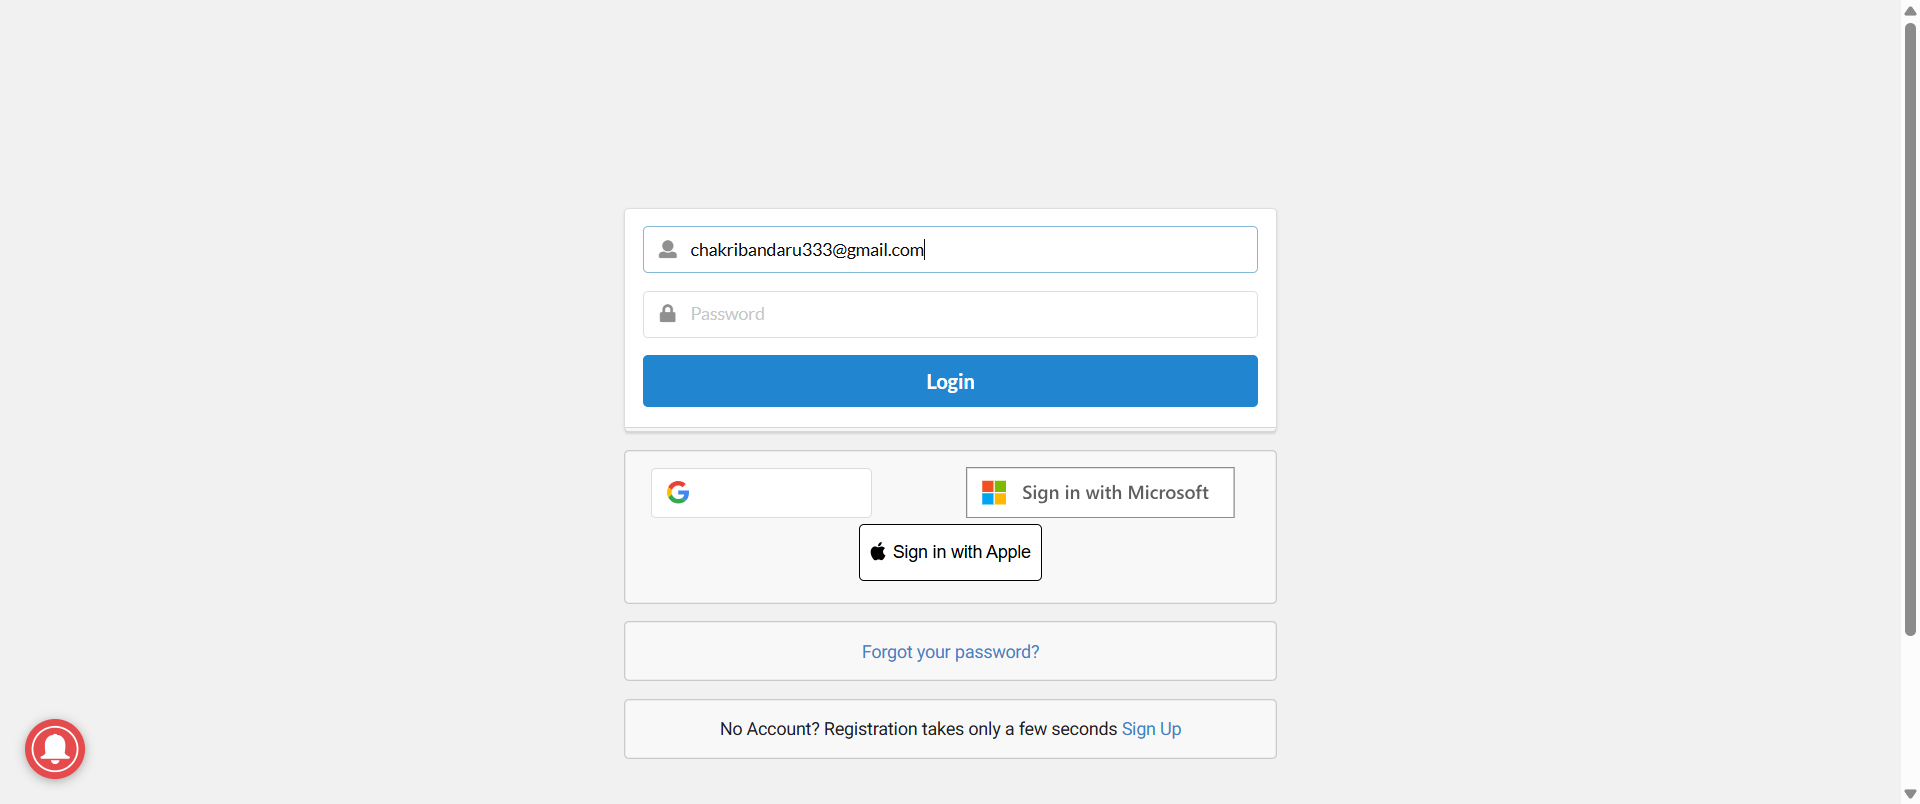 chakribandaru333@gmail.com
Password
Login
Sign in with Microsoft
Sign in with Apple
Forgot your password?
No Account? Registration takes only a few seconds Sign Up